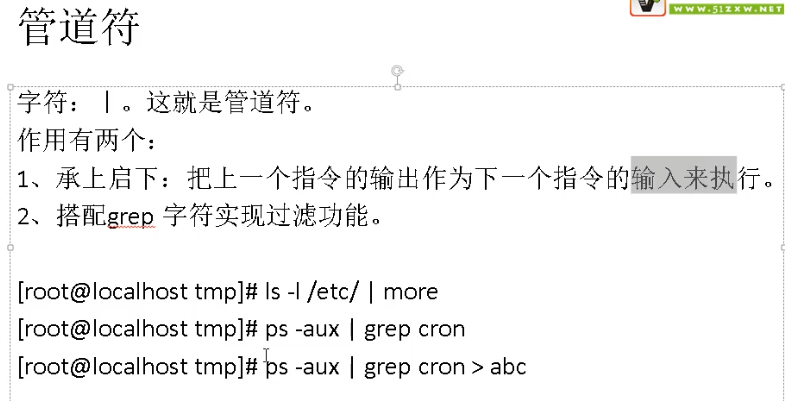 WWW.51ZXW.NET
管道符
字符：｜。这就是管道符。
作用有两个：
1、承上启下：把上一个指令的输出作为下一个指令的输入来执行。
2、搭配grep 字符实现过滤功能。
[root@localhost tmp]# ls -l /etc/ | more
[root@localhost tmp]# ps -aux | grep cron
[root@localhost tmp]# ps -aux | grep cron > abc